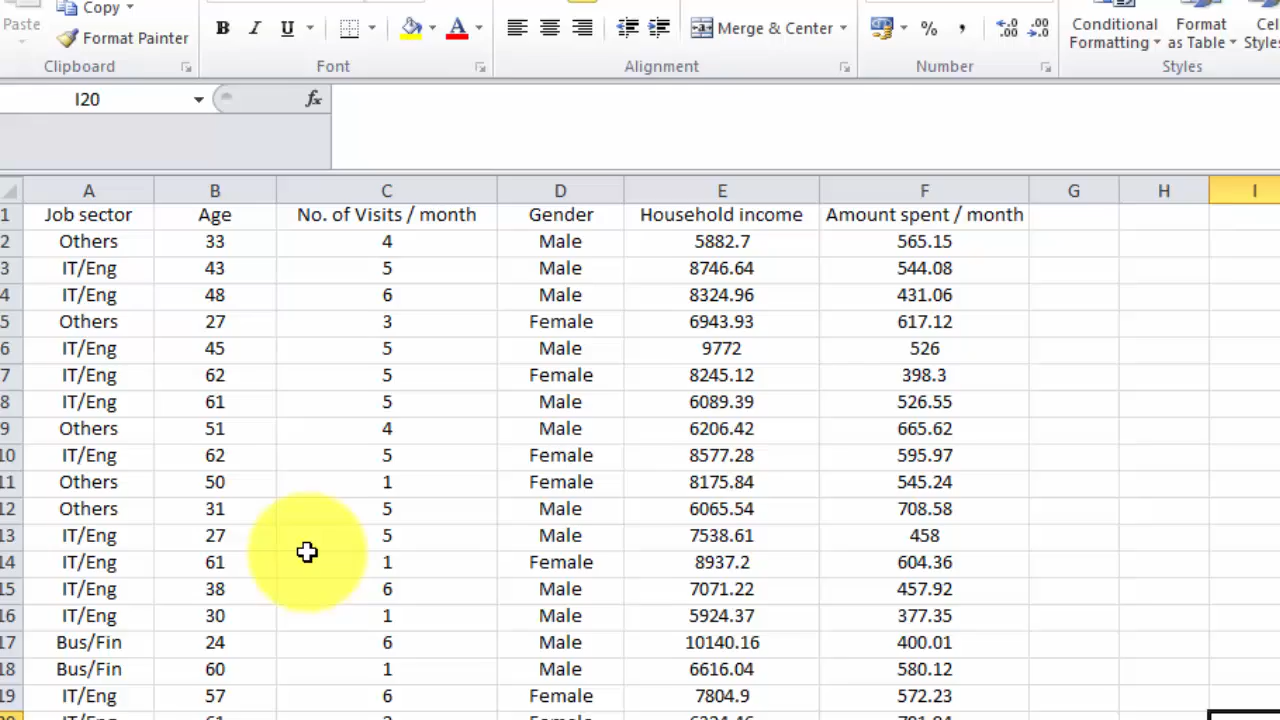 Copy
Paste
Format Painter
Clipboard
B I U A
Font
Merge & Center
Alignment
% ,
Number
Conditional Formatting
Format as Table
Cell Styles
Styles
I20 fx
A B C D E F G H I
1 Job sector Age No. of Visits / month Gender Household income Amount spent / month
2 Others 33 4 Male 5882.7 565.15
3 IT/Eng 43 5 Male 8746.64 544.08
4 IT/Eng 48 6 Male 8324.96 431.06
5 Others 27 3 Female 6943.93 617.12
6 IT/Eng 45 5 Male 9772 526
7 IT/Eng 62 5 Female 8245.12 398.3
8 IT/Eng 61 5 Male 6089.39 526.55
9 Others 51 4 Male 6206.42 665.62
10 IT/Eng 62 5 Female 8577.28 595.97
11 Others 50 1 Female 8175.84 545.24
12 Others 31 5 Male 6065.54 708.58
13 IT/Eng 27 5 Male 7538.61 458
14 IT/Eng 61 1 Female 8937.2 604.36
15 IT/Eng 38 6 Male 7071.22 457.92
16 IT/Eng 30 1 Male 5924.37 377.35
17 Bus/Fin 24 6 Male 10140.16 400.01
18 Bus/Fin 60 1 Male 6616.04 580.12
19 IT/Eng 57 6 Female 7804.9 572.23